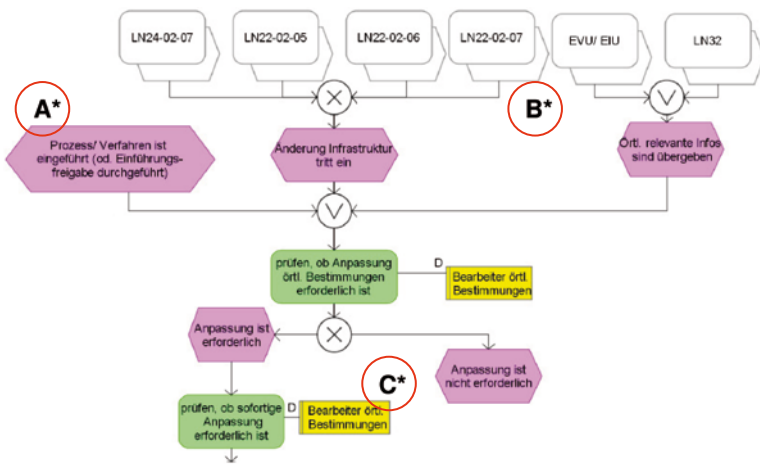 LN24-02-07
LN22-02-05
LN22-02-06
LN22-02-07
EVU/ EIU
LN32
A*
B*
Prozess/ Verfahren ist
eingeführt (od. Einführungs-
freigabe durchgeführt)
Änderung Infrastruktur
tritt ein
Örtl. relevante Infos
sind übergeben
prüfen, ob Anpassung
örtl. Bestimmungen
erforderlich ist
D
Bearbeiter örtl.
Bestimmungen
Anpassung ist
erforderlich
Anpassung ist
nicht erforderlich
C*
prüfen, ob sofortige
Anpassung
erforderlich ist
D
Bearbeiter örtl.
Bestimmungen